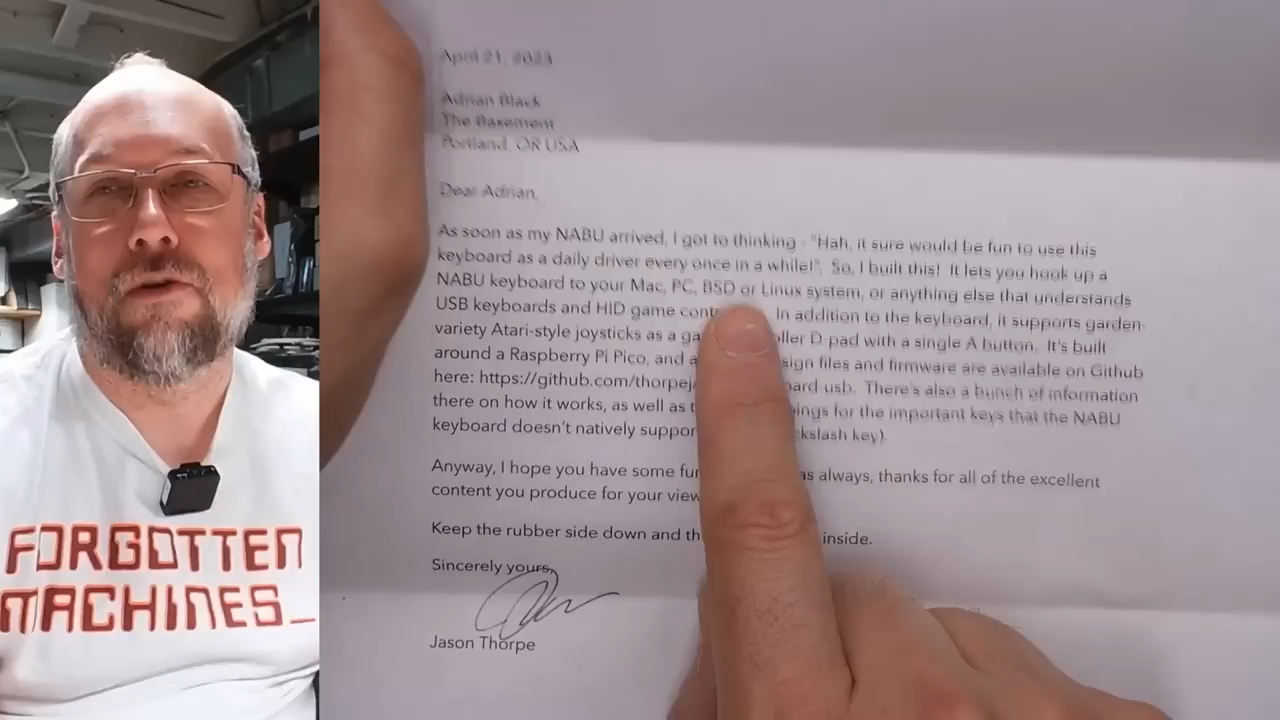 FORGOTTEN
MACHINES_
April 21, 2023
Adrian Black
The Basement
Portland, OR USA
Dear Adrian,
As soon as my NABU arrived, I got to thinking - "Hah, it sure would be fun to use this
keyboard as a daily driver every once in a while!". So, I built this! It lets you hook up a
NABU keyboard to your Mac, PC, BSD or Linux system, or anything else that understands
USB keyboards and HID game cont In addition to the keyboard, it supports garden-
variety Atari-style joysticks as a ga ller D-pad with a single A button. It's built
around a Raspberry Pi Pico, and a sign files and firmware are available on Github
here: https://github.com/thorpej oard-usb. There's also a bunch of information
there on how it works, as well as t pings for the important keys that the NABU
keyboard doesn't natively suppor kslash key).
Anyway, I hope you have some fun as always, thanks for all of the excellent
content you produce for your view
Keep the rubber side down and th inside.
Sincerely yours,
Jason Thorpe